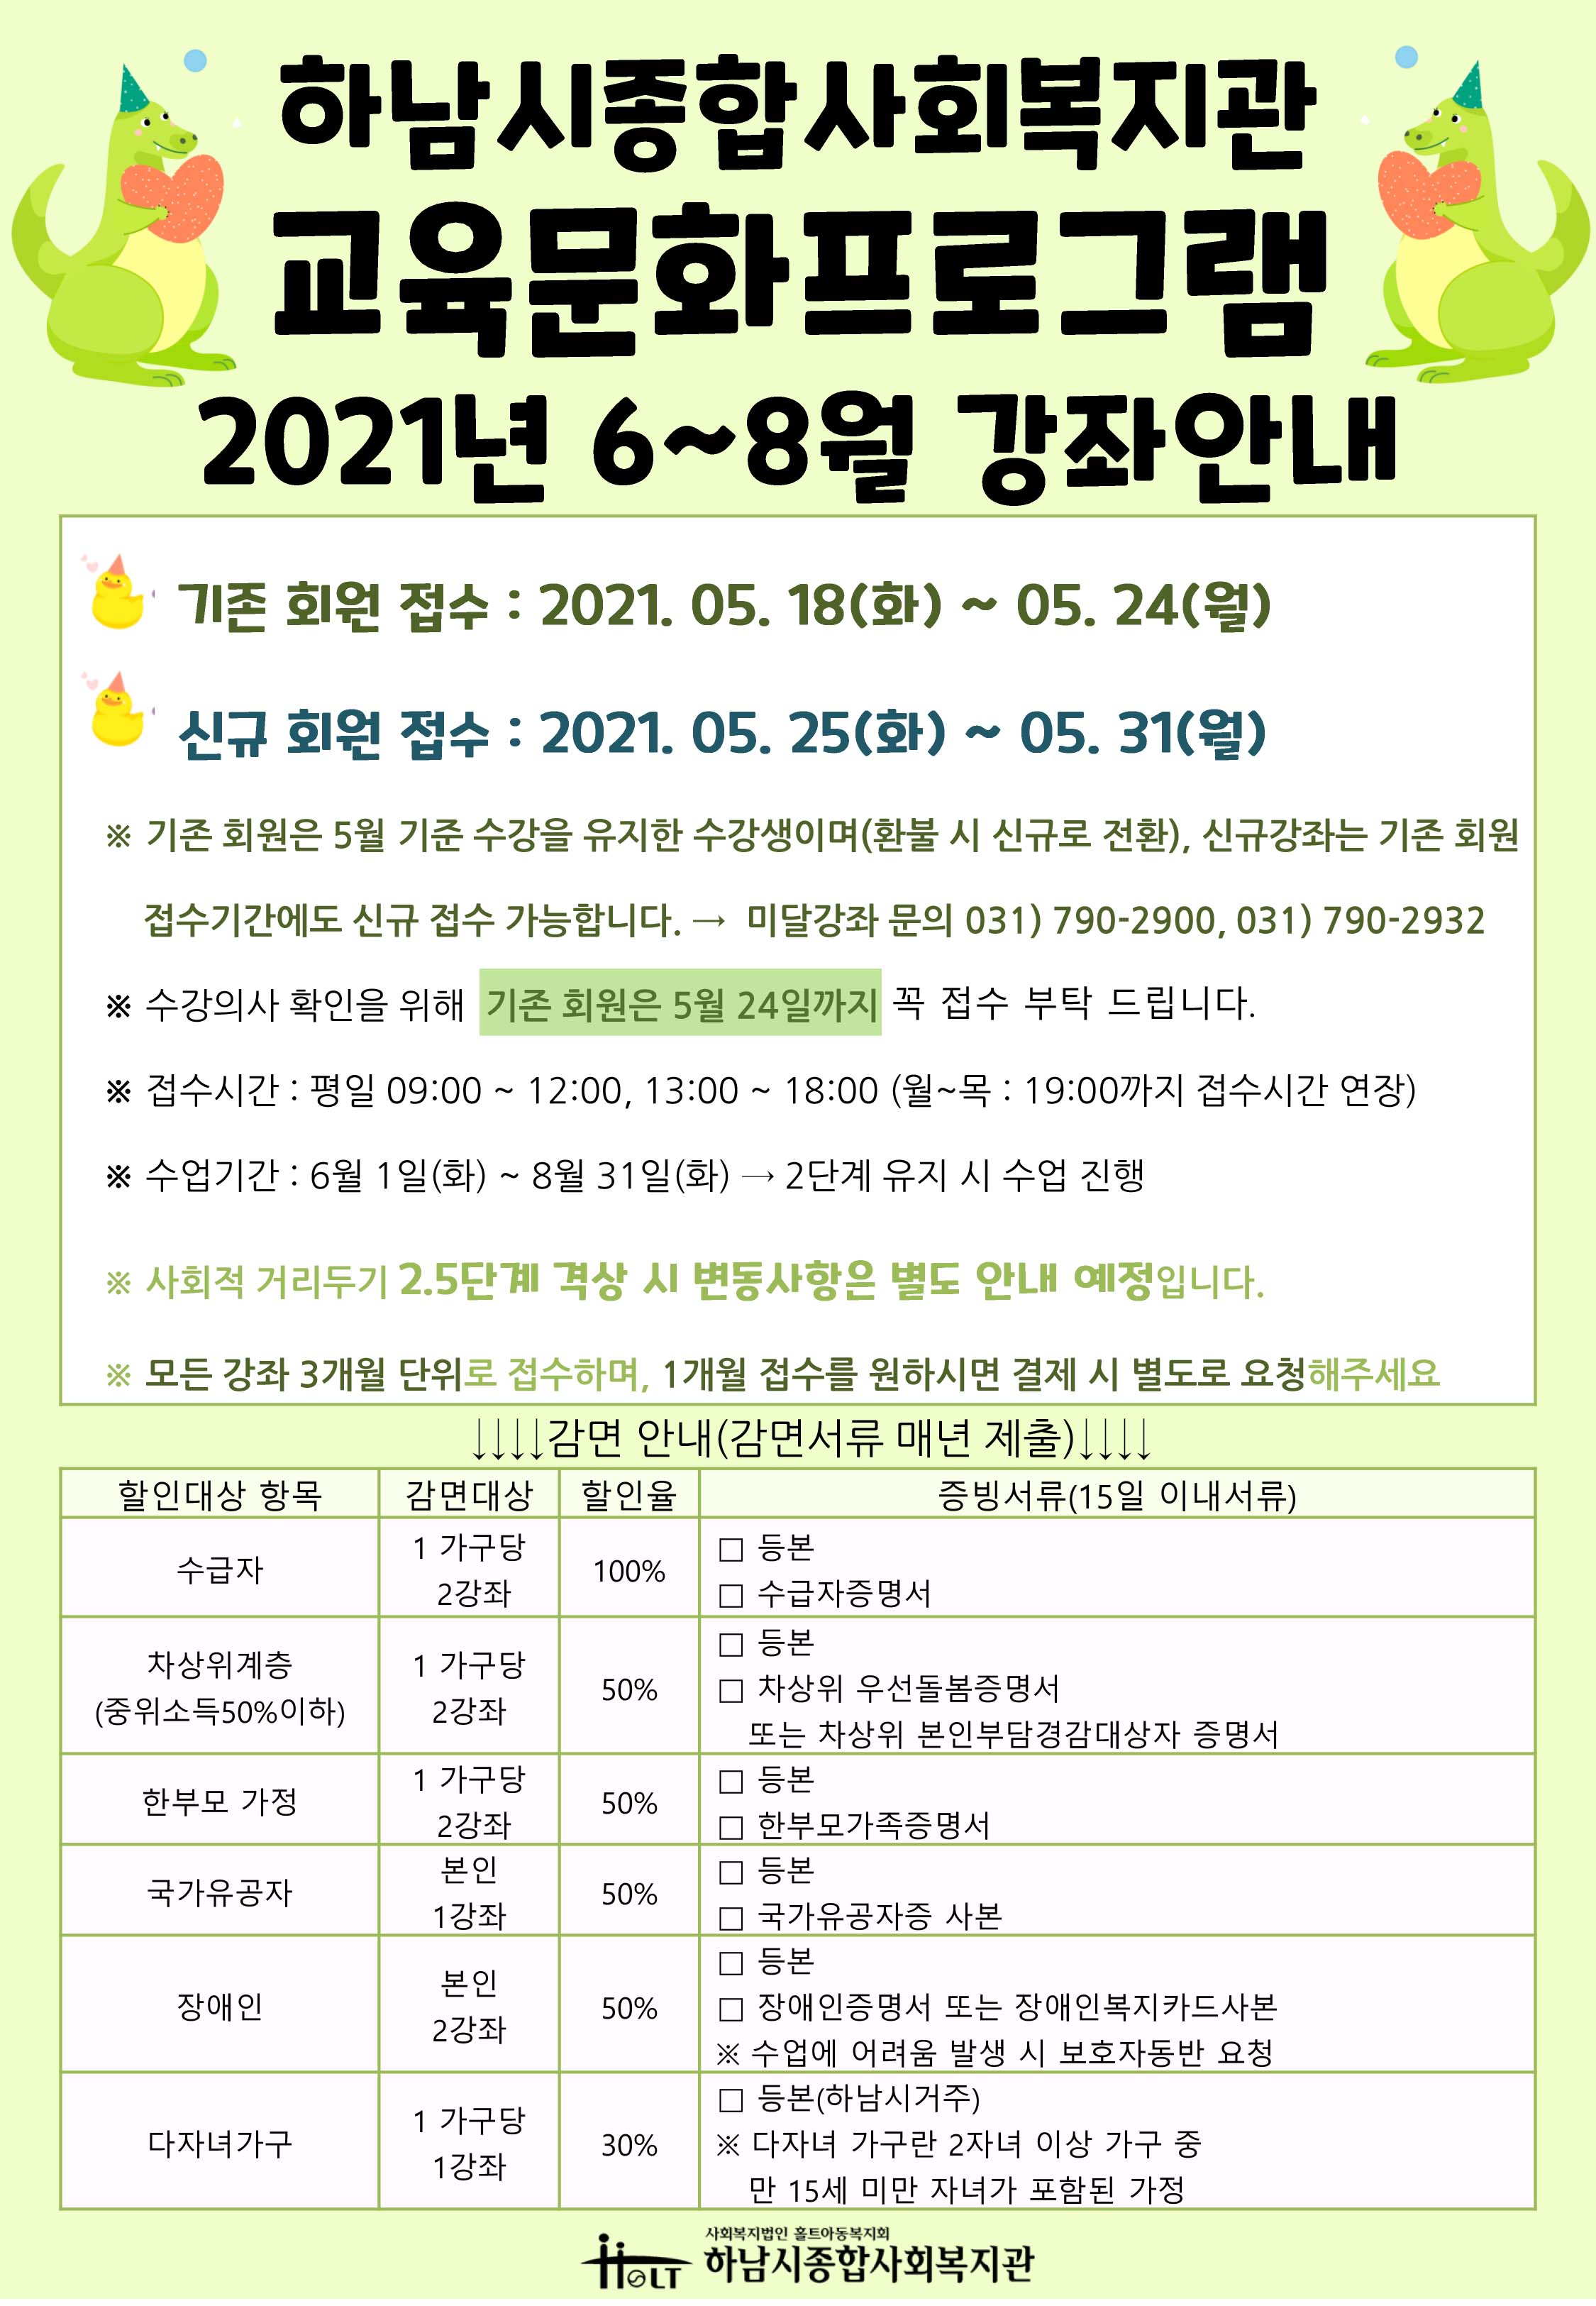 하남시종합사회복지관
교육문화프로그램
2021년 6~8월 강좌안내
기존 회원 접수 : 2021. 05. 18(화) ~ 05. 24(월)
신규 회원 접수 : 2021. 05. 25(화) ~ 05. 31(월)
※ 기존 회원은 5월 기준 수강을 유지한 수강생이며(환불 시 신규로 전환), 신규강좌는 기존 회원
접수기간에도 신규 접수 가능합니다. → 미달강좌 문의 031) 790-2900, 031) 790-2932
※ 수강의사 확인을 위해 기존 회원은 5월 24일까지 꼭 접수 부탁 드립니다.
※ 접수시간 : 평일 09:00 ~ 12:00, 13:00 ~ 18:00 (월~목 : 19:00까지 접수시간 연장)
※ 수업기간 : 6월 1일(화) ~ 8월 31일(화) → 2단계 유지 시 수업 진행
※ 사회적 거리두기 2.5단계 격상 시 변동사항은 별도 안내 예정입니다.
※ 모든 강좌 3개월 단위로 접수하며, 1개월 접수를 원하시면 결제 시 별도로 요청해주세요
↓↓↓↓감면 안내(감면서류 매년 제출)↓↓↓↓
할인대상 항목 감면대상 할인율 증빙서류(15일 이내서류)
수급자
1 가구당
2강좌
100%
□ 등본
□ 수급자증명서
차상위계층
(중위소득50%이하)
1 가구당
2강좌
50%
□ 등본
□ 차상위 우선돌봄증명서
또는 차상위 본인부담경감대상자 증명서
한부모 가정
1 가구당
2강좌
50%
□ 등본
□ 한부모가족증명서
국가유공자
본인
1강좌
50%
□ 등본
□ 국가유공자증 사본
장애인
본인
2강좌
50%
□ 등본
□ 장애인증명서 또는 장애인복지카드사본
※ 수업에 어려움 발생 시 보호자동반 요청
다자녀가구
1 가구당
1강좌
30%
□ 등본(하남시거주)
※ 다자녀 가구란 2자녀 이상 가구 중
만 15세 미만 자녀가 포함된 가정
HOLT
사회복지법인 홀트아동복지회
하남시종합사회복지관